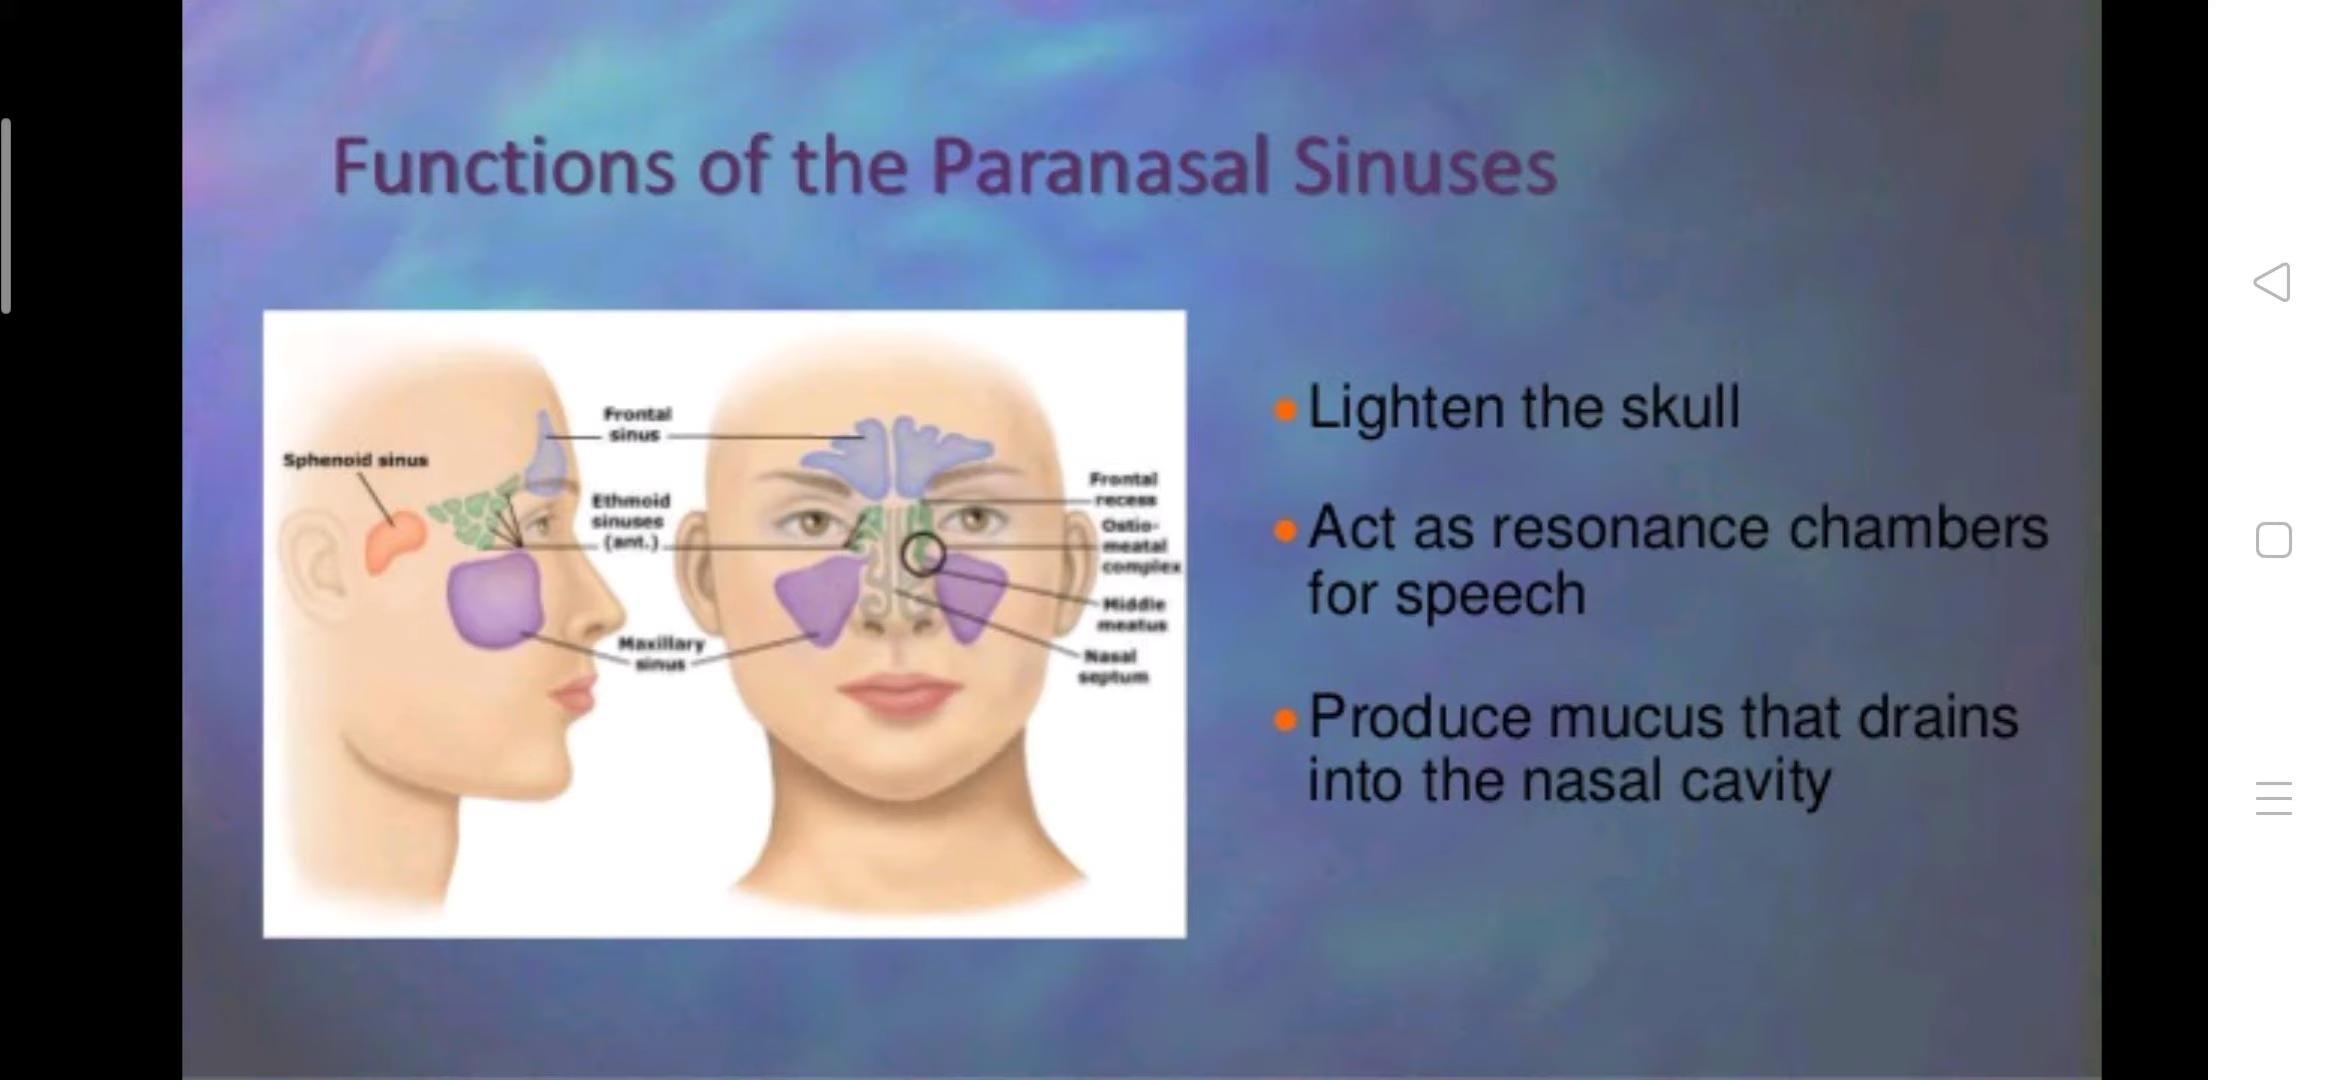 Functions of the Paranasal Sinuses
Sphenoid sinus
Frontal
sinus
Ethmoid
sinuses
(ant.)
Maxillary
sinus
Frontal
recess
Ostio-
meatal
complex
Middle
meatus
Nasal
septum
•Lighten the skull
•Act as resonance chambers
for speech
•Produce mucus that drains
into the nasal cavity